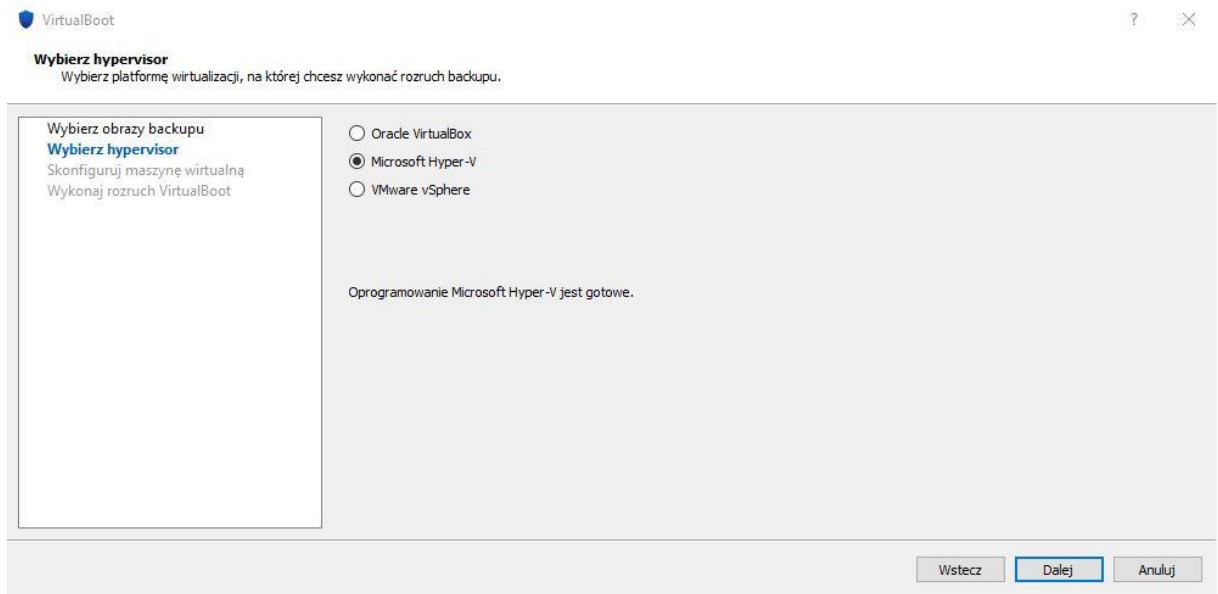 VirtualBoot
?
Wybierz hypervisor
Wybierz platformę wirtualizacji, na której chcesz wykonać rozruch backupu.
Wybierz obrazy backupu
Wybierz hypervisor
Skonfiguruj maszynę wirtualną
Wykonaj rozruch VirtualBoot
Oracle VirtualBox
Microsoft Hyper-V
VMware vSphere
Oprogramowanie Microsoft Hyper-V jest gotowe.
Wstecz
Dalej
Anuluj